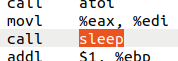 call atoi
movl %eax, %edi
call sleep
addl $1, %ebp